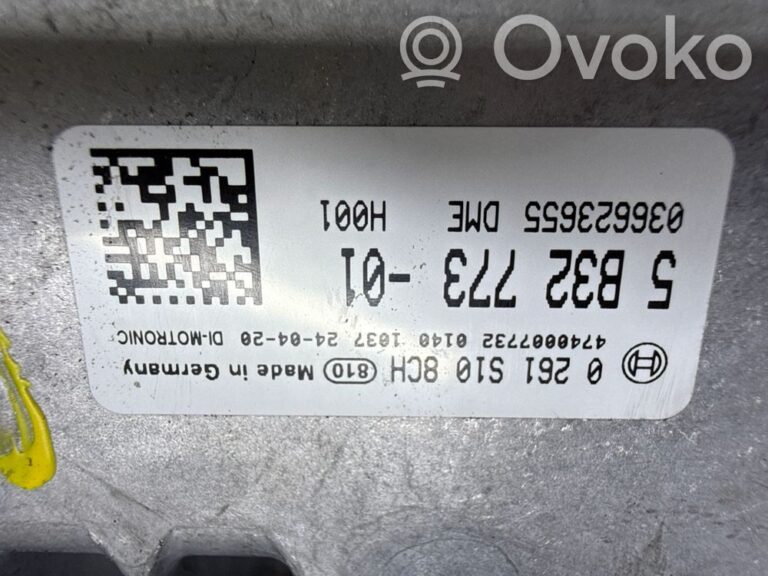 Ovoko
0 261 S10 8CH 810 Made in Germany
4740007732 0140 1037 24-04-20 DI-MOTRONIC
5 B32 773 -01
036623655 DME H001